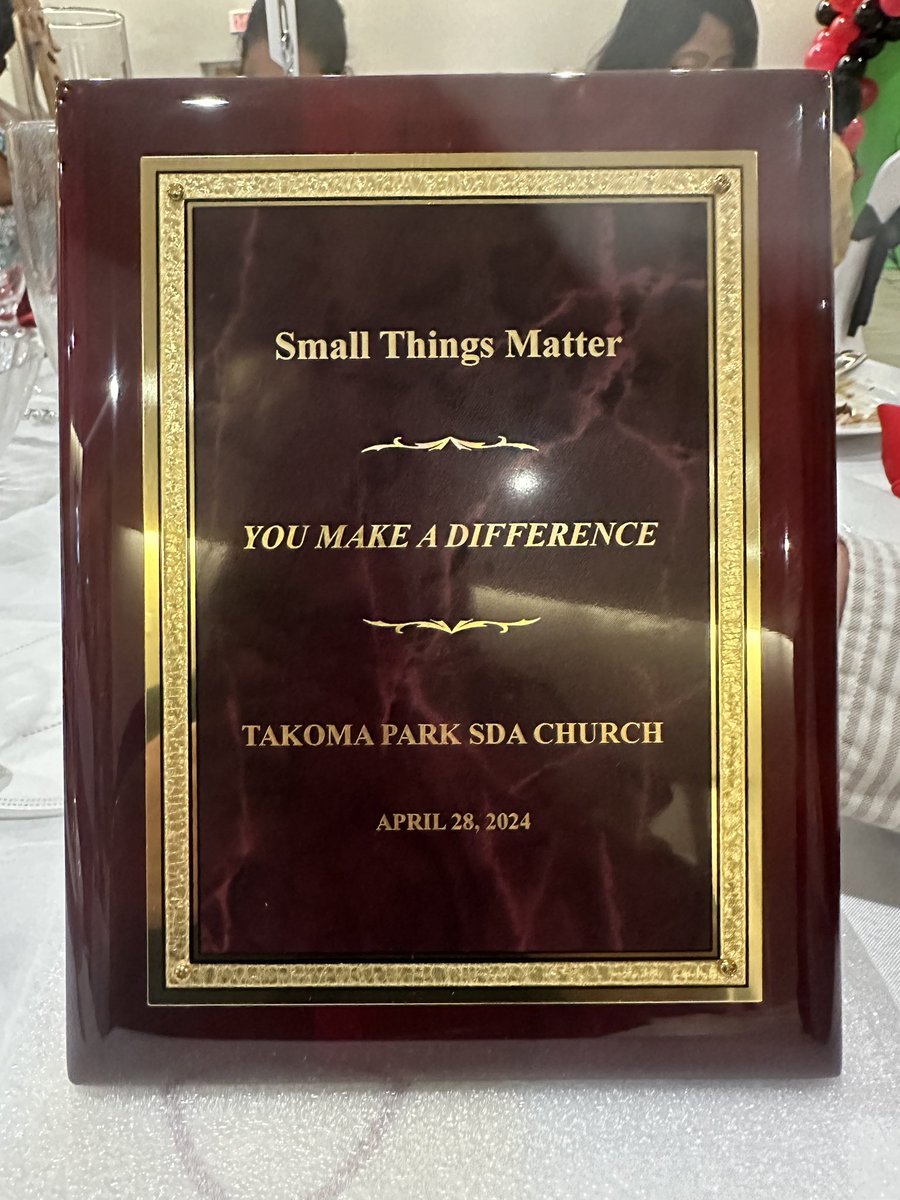 Small Things Matter
YOU MAKE A DIFFERENCE
TAKOMA PARK SDA CHURCH
APRIL 28, 2024